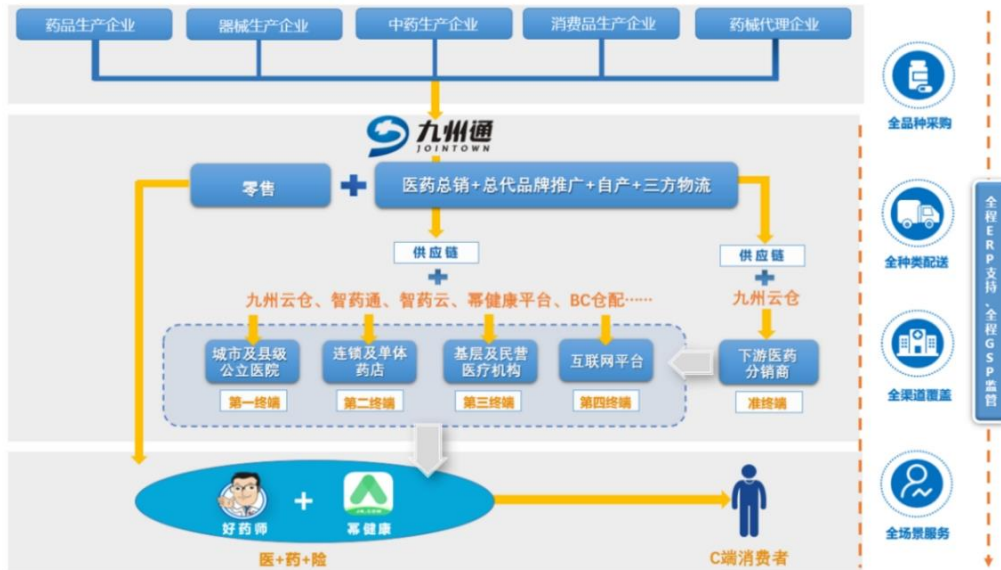 药品生产企业
器械生产企业
中药生产企业
消费品生产企业
药械代理企业
九州通
JOINTOWN
零售
医药总销+总代品牌推广+自产+三方物流
供应链
供应链
九州云仓、智药通、智药云、幂健康平台、BC仓配……
九州云仓
城市及县级
公立医院
连锁及单体
药店
基层及民营
医疗机构
互联网平台
下游医药
分销商
第一终端
第二终端
第三终端
第四终端
准终端
JK.COM
好药师
+
幂健康
医+药+险
C端消费者
全品种采购
全种类配送
全渠道覆盖
全场景服务
全程ERP支持、全程GSP监管